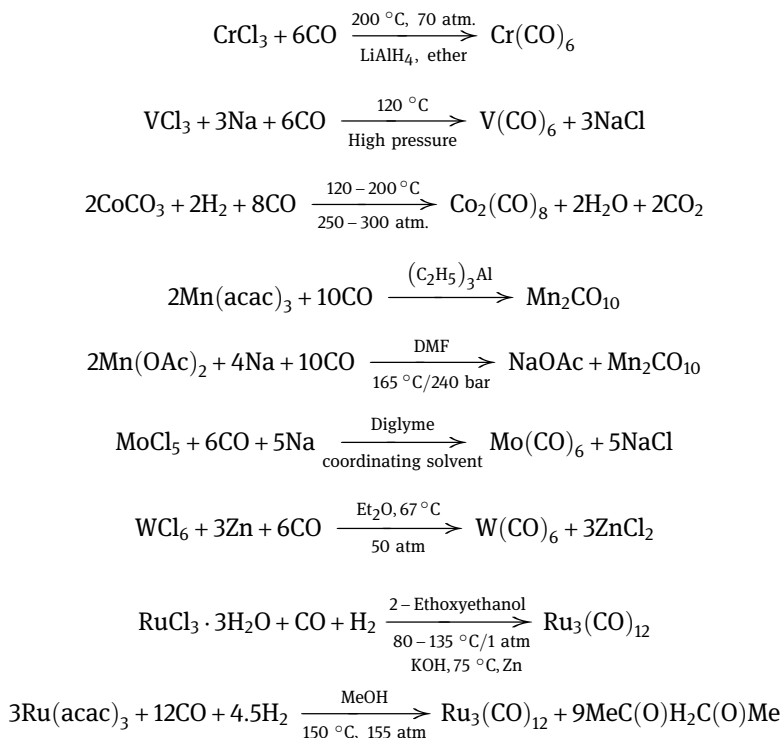 200 °C, 70 atm.
CrCl₃ + 6CO ⟶ Cr(CO)₆
LiAlH₄, ether
120 °C
VCl₃ + 3Na + 6CO ⟶ V(CO)₆ + 3NaCl
High pressure
120–200 °C
2CoCO₃ + 2H₂ + 8CO ⟶ Co₂(CO)₈ + 2H₂O + 2CO₂
250–300 atm.
(C₂H₅)₃Al
2Mn(acac)₃ + 10CO ⟶ Mn₂CO₁₀
DMF
2Mn(OAc)₂ + 4Na + 10CO ⟶ NaOAc + Mn₂CO₁₀
165 °C/240 bar
Diglyme
MoCl₅ + 6CO + 5Na ⟶ Mo(CO)₆ + 5NaCl
coordinating solvent
Et₂O, 67 °C
WCl₆ + 3Zn + 6CO ⟶ W(CO)₆ + 3ZnCl₂
50 atm
2–Ethoxyethanol
RuCl₃ · 3H₂O + CO + H₂ ⟶ Ru₃(CO)₁₂
80–135 °C/1 atm
KOH, 75 °C, Zn
MeOH
3Ru(acac)₃ + 12CO + 4.5H₂ ⟶ Ru₃(CO)₁₂ + 9MeC(O)H₂C(O)Me
150 °C, 155 atm